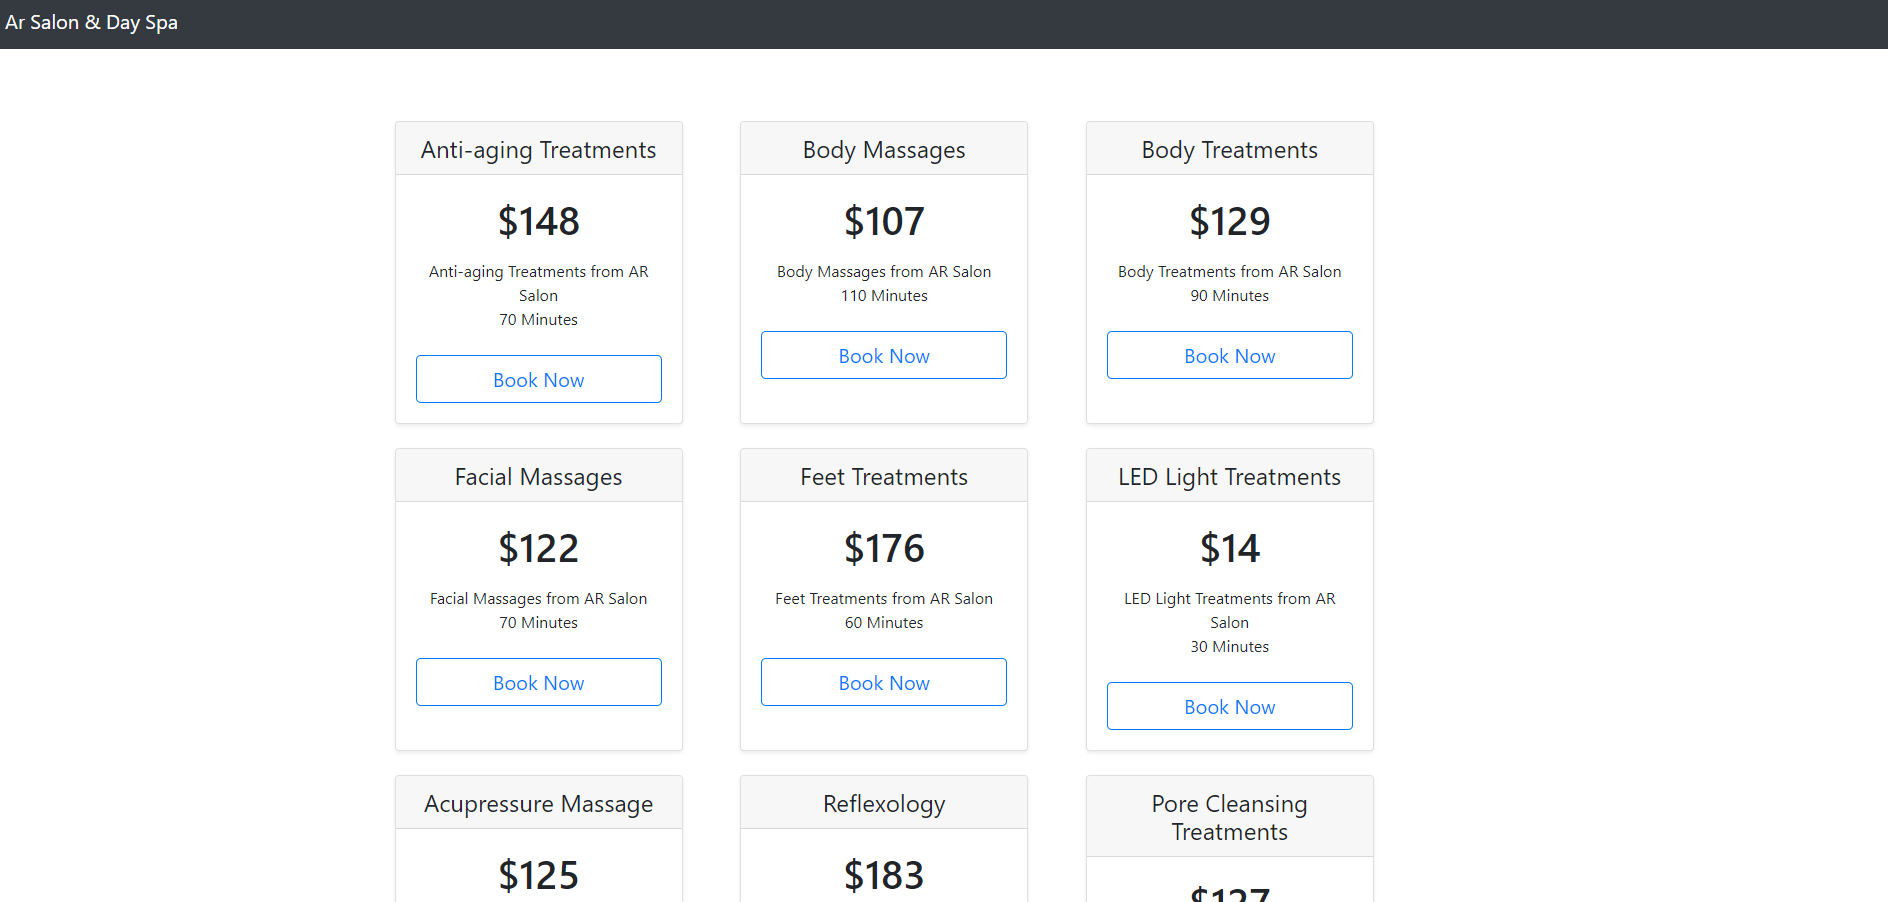 Ar Salon & Day Spa
Anti-aging Treatments
$148
Anti-aging Treatments from AR
Salon
70 Minutes
Book Now
Body Massages
$107
Body Massages from AR Salon
110 Minutes
Book Now
Body Treatments
$129
Body Treatments from AR Salon
90 Minutes
Book Now
Facial Massages
$122
Facial Massages from AR Salon
70 Minutes
Book Now
Feet Treatments
$176
Feet Treatments from AR Salon
60 Minutes
Book Now
LED Light Treatments
$14
LED Light Treatments from AR
Salon
30 Minutes
Book Now
Acupressure Massage
$125
Reflexology
$183
Pore Cleansing
Treatments
$127